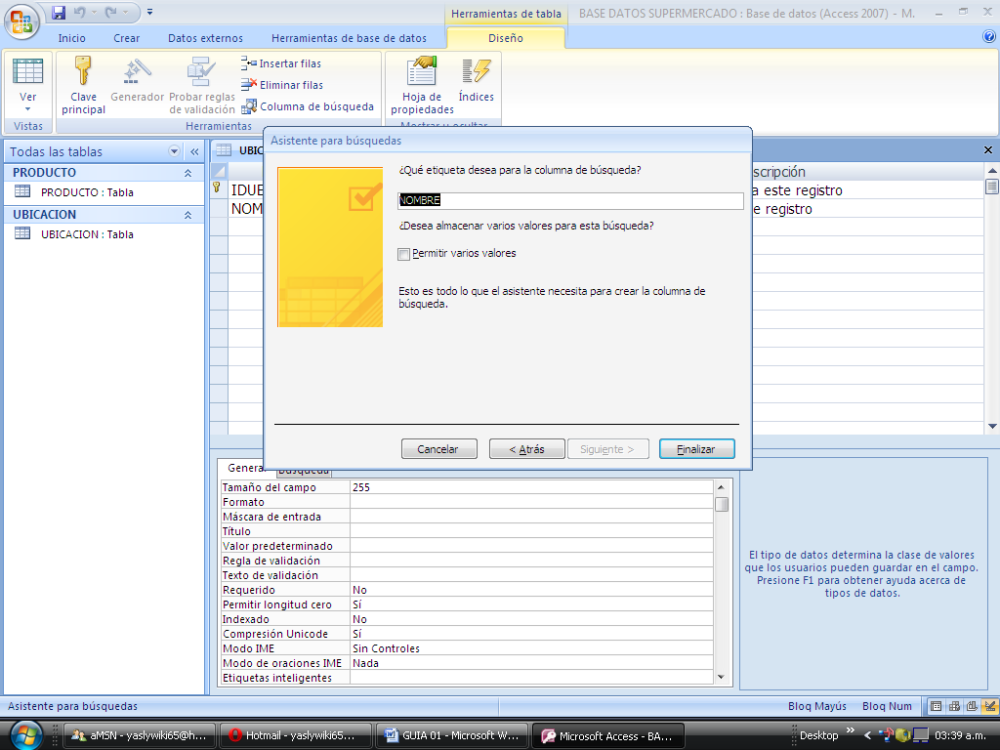 Herramientas de tabla
BASE DATOS SUPERMERCADO : Base de datos (Access 2007) - M.
Inicio
Crear
Datos externos
Herramientas de base de datos
Diseño
Ver
Clave principal
Generador
Probar reglas de validación
Insertar filas
Eliminar filas
Columna de búsqueda
Hoja de propiedades
Índices
Vistas
Herramientas
Mostrar u ocultar
Todas las tablas
PRODUCTO
PRODUCTO : Tabla
UBICACION
UBICACION : Tabla
UBIC
scripción
IDUE
a este registro
NOM
e registro
Asistente para búsquedas
¿Qué etiqueta desea para la columna de búsqueda?
NOMBRE
¿Desea almacenar varios valores para esta búsqueda?
Permitir varios valores
Esto es todo lo que el asistente necesita para crear la columna de
búsqueda.
Cancelar
< Atrás
Siguiente >
Finalizar
General
Búsqueda
Tamaño del campo 255
Formato
Máscara de entrada
Título
Valor predeterminado
Regla de validación
Texto de validación
Requerido No
Permitir longitud cero Sí
Indexado No
Compresión Unicode Sí
Modo IME Sin Controles
Modo de oraciones IME Nada
Etiquetas inteligentes
El tipo de datos determina la clase de valores
que los usuarios pueden guardar en el campo.
Presione F1 para obtener ayuda acerca de
tipos de datos.
Asistente para búsquedas
Bloq Mayús
Bloq Num
aMSN - yaslywiki65@h...
Hotmail - yaslywiki65...
GUIA 01 - Microsoft W...
Microsoft Access - BA...
Desktop
03:39 a.m.